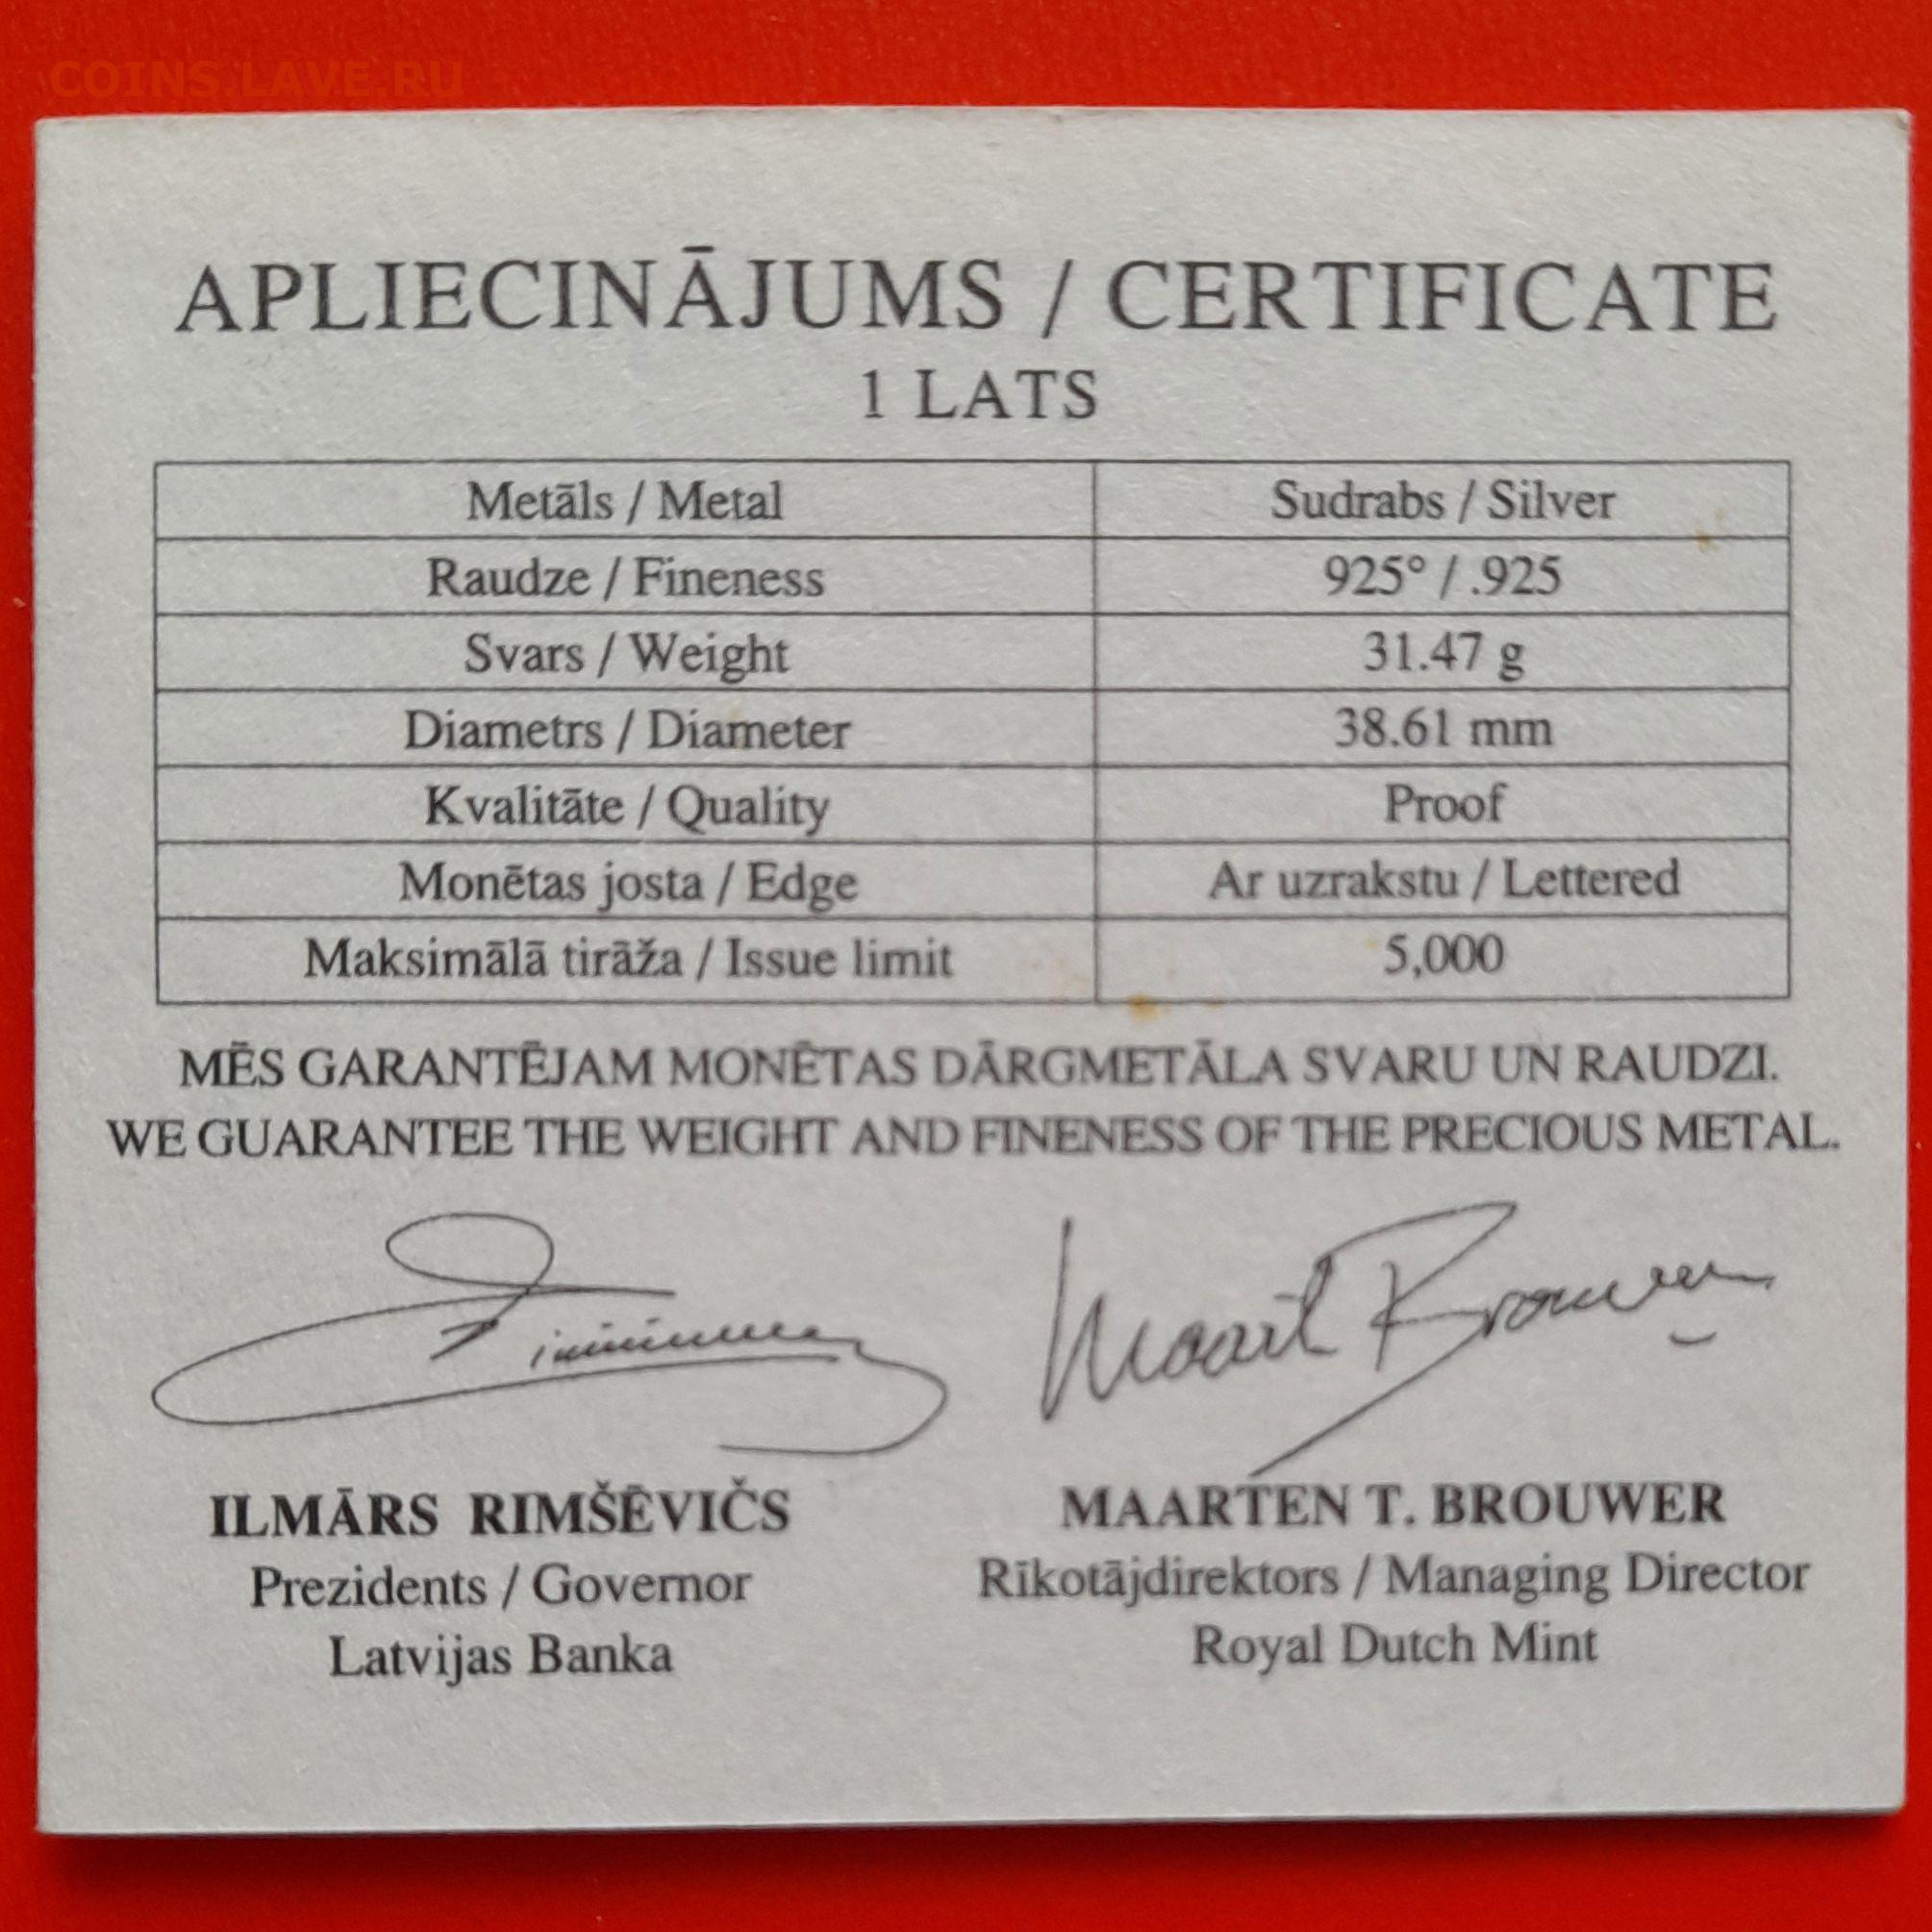 COINS.LAVE.RU
APLIECINĀJUMS / CERTIFICATE
1 LATS
Metāls / Metal Sudrabs / Silver
Raudze / Fineness 925° / .925
Svars / Weight 31.47 g
Diametrs / Diameter 38.61 mm
Kvalitāte / Quality Proof
Monētas josta / Edge Ar uzrakstu / Lettered
Maksimālā tirāža / Issue limit 5,000
MĒS GARANTĒJAM MONĒTAS DĀRGMETĀLA SVARU UN RAUDZI.
WE GUARANTEE THE WEIGHT AND FINENESS OF THE PRECIOUS METAL.
Maarten Brouwer
ILMĀRS RIMŠĒVIČS MAARTEN T. BROUWER
Prezidents / Governor Rīkotājdirektors / Managing Director
Latvijas Banka Royal Dutch Mint